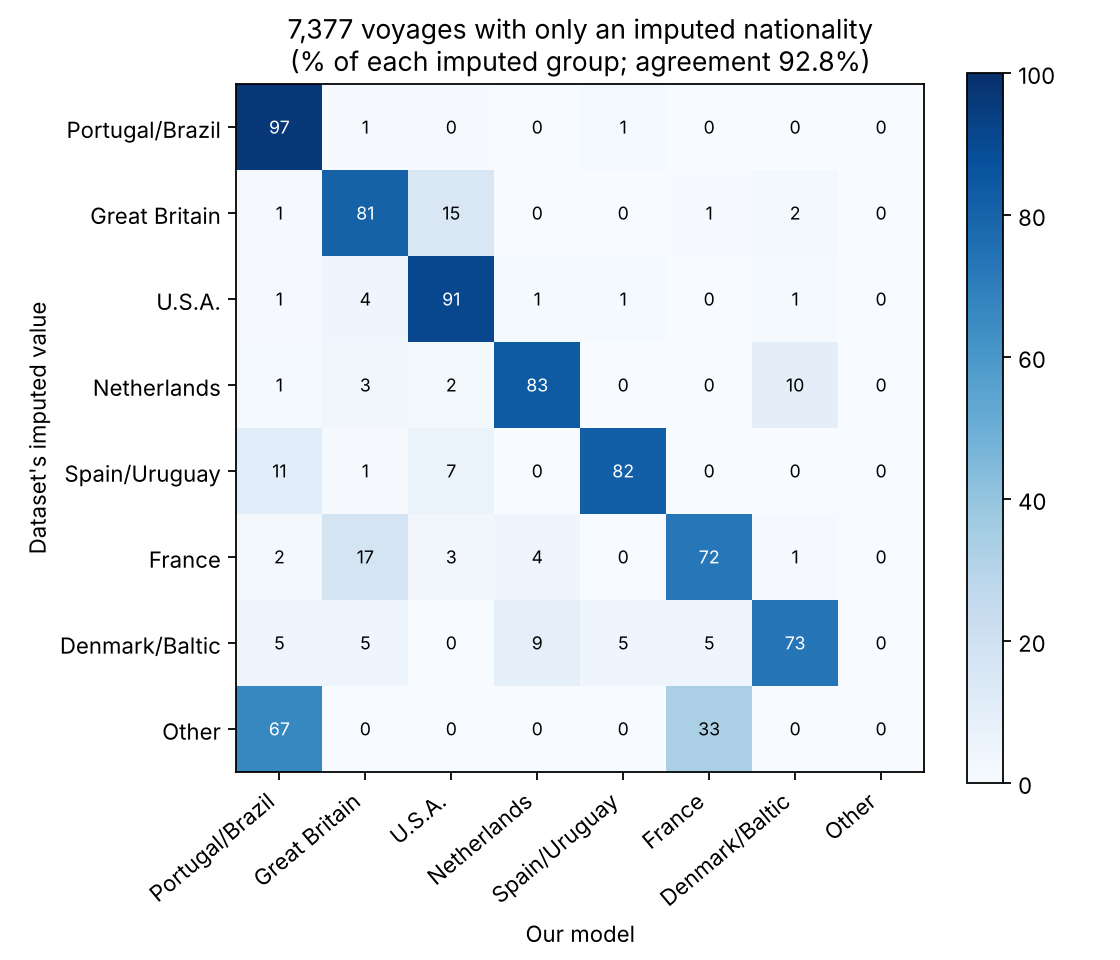 7,377 voyages with only an imputed nationality
(% of each imputed group; agreement 92.8%)
Dataset's imputed value
Portugal/Brazil 97 1 0 0 1 0 0 0
Great Britain 1 81 15 0 0 1 2 0
U.S.A. 1 4 91 1 1 0 1 0
Netherlands 1 3 2 83 0 0 10 0
Spain/Uruguay 11 1 7 0 82 0 0 0
France 2 17 3 4 0 72 1 0
Denmark/Baltic 5 5 0 9 5 5 73 0
Other 67 0 0 0 0 33 0 0
Portugal/Brazil Great Britain U.S.A. Netherlands Spain/Uruguay France Denmark/Baltic Other
Our model
100
80
60
40
20
0